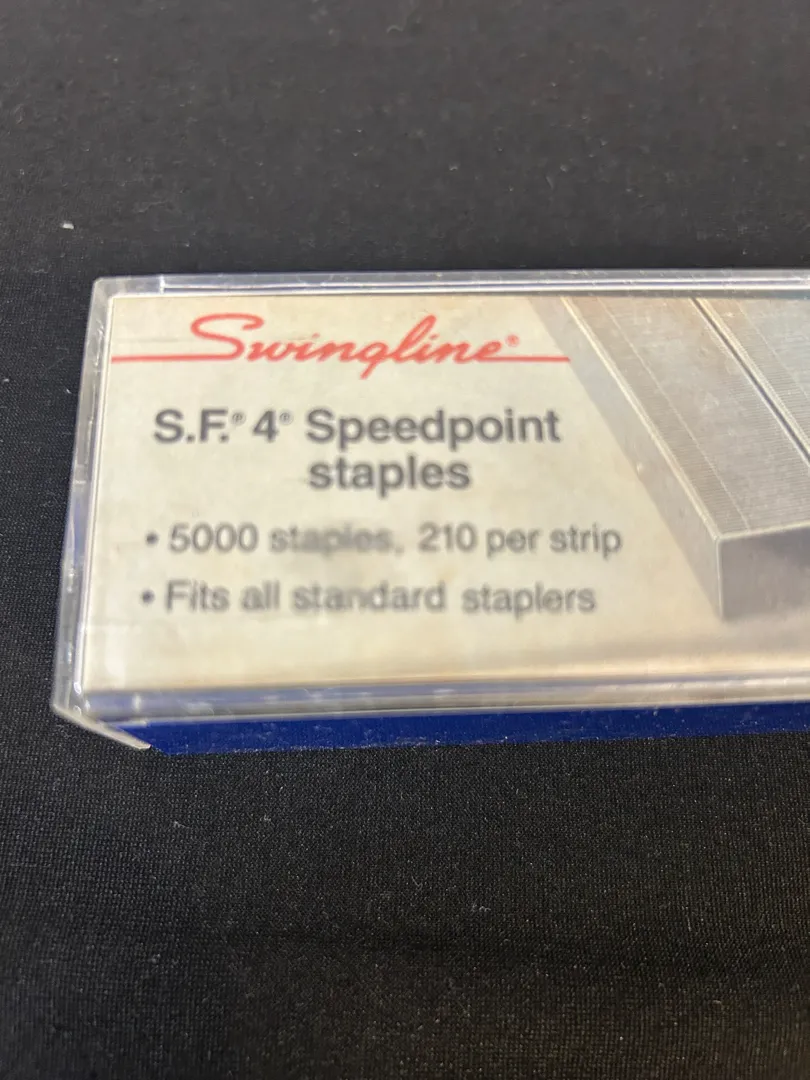 Swingline®
S.F.® 4® Speedpoint
staples
• 5000 staples, 210 per strip
• Fits all standard staplers